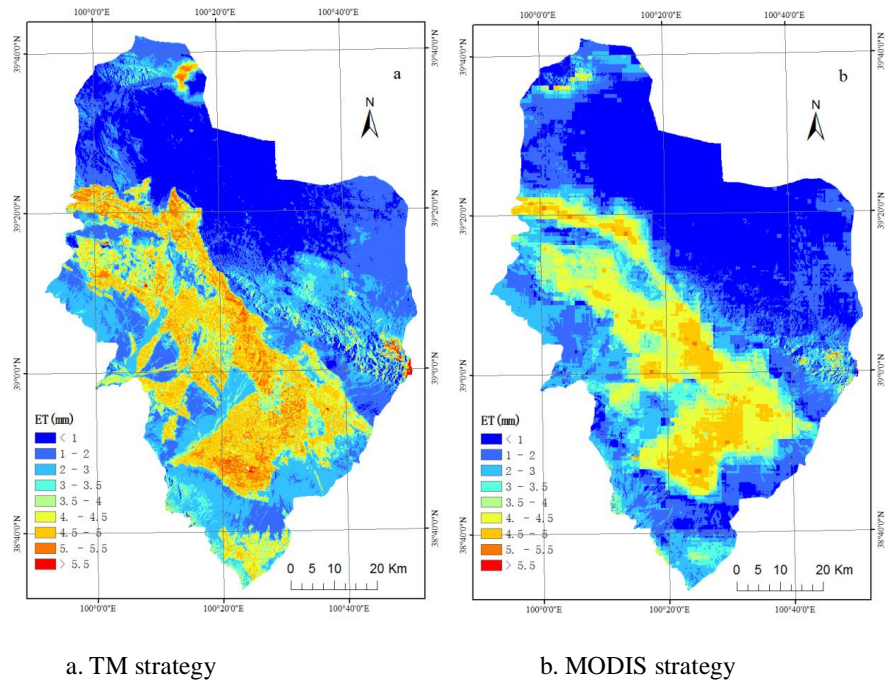 100°0'0"E 100°20'0"E 100°40'0"E
39°40'0"N 39°20'0"N 39°0'0"N 38°40'0"N
a
N
ET(mm)
< 1
1 - 2
2 - 3
3 - 3.5
3.5 - 4
4. - 4.5
4.5 - 5
5. - 5.5
> 5.5
0 5 10 20 Km
39°40'0"N 39°20'0"N 39°0'0"N 38°40'0"N
100°0'0"E 100°20'0"E 100°40'0"E
100°0'0"E 100°20'0"E 100°40'0"E
39°40'0"N 39°20'0"N 39°0'0"N 38°40'0"N
b
N
ET(mm)
< 1
1 - 2
2 - 3
3 - 3.5
3.5 - 4
4. - 4.5
4.5 - 5
5. - 5.5
> 5.5
0 5 10 20 Km
39°40'0"N 39°20'0"N 39°0'0"N 38°40'0"N
100°0'0"E 100°20'0"E 100°40'0"E
a. TM strategy
b. MODIS strategy